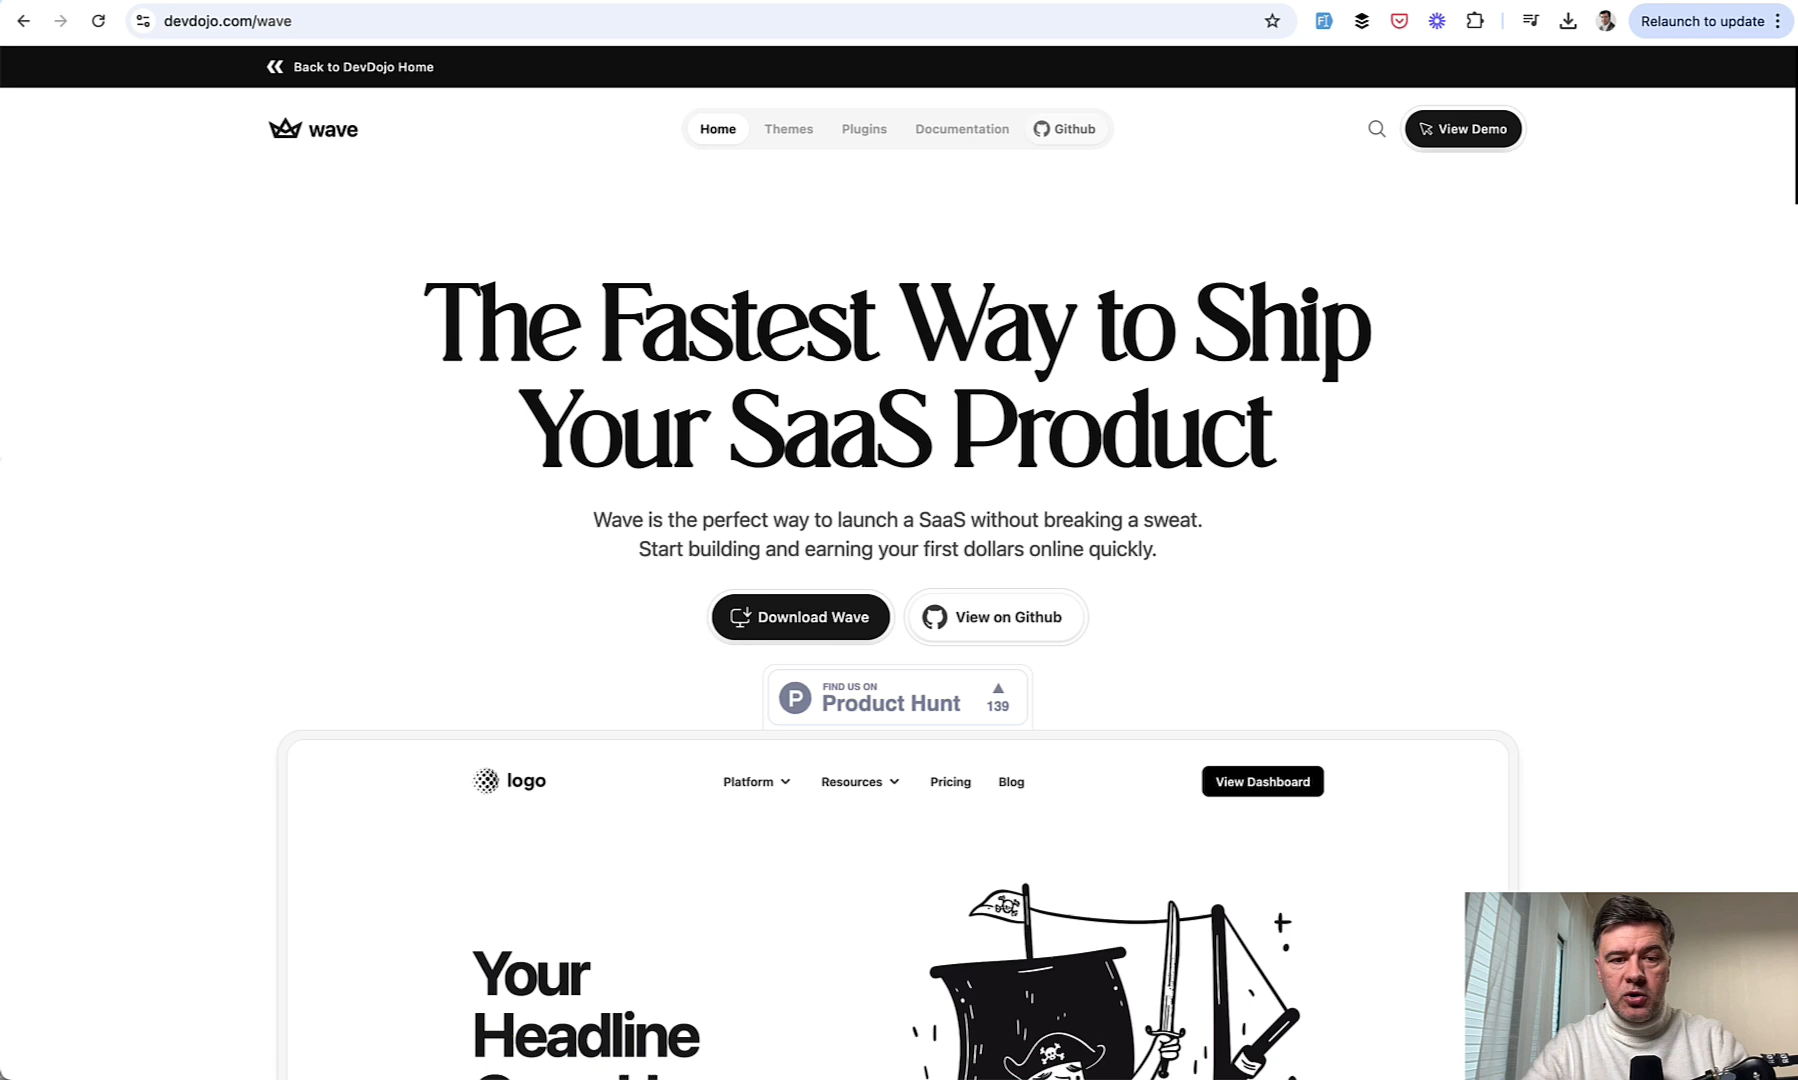 devdojo.com/wave
Relaunch to update
Back to DevDojo Home
wave
Home
Themes
Plugins
Documentation
Github
View Demo
The Fastest Way to Ship
Your SaaS Product
Wave is the perfect way to launch a SaaS without breaking a sweat.
Start building and earning your first dollars online quickly.
Download Wave
View on Github
P
FIND US ON
Product Hunt
139
logo
Platform
Resources
Pricing
Blog
View Dashboard
Your
Headline